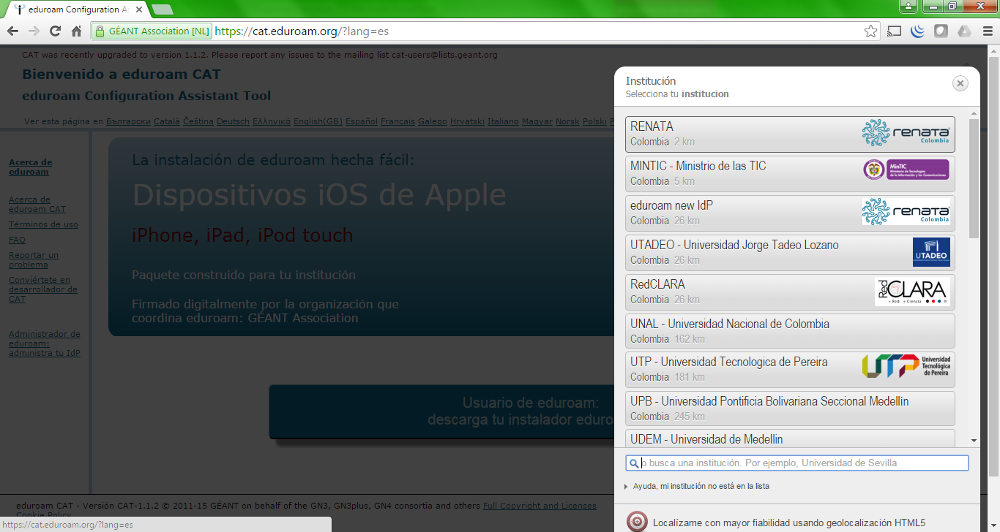 eduroam Configuration A
GÉANT Association [NL]
https://cat.eduroam.org/?lang=es
CAT was recently upgraded to version 1.1.2. Please report any issues to the mailing list cat-users@lists.geant.org
Bienvenido a eduroam CAT
eduroam Configuration Assistant Tool
Ver esta página en Български Català Čeština Deutsch Ελληνικά English(GB) Español Français Galego Hrvatski Italiano Magyar Norsk Polski P
Acerca de
eduroam
Acerca de
eduroam CAT
Términos de uso
FAQ
Reportar un
problema
Conviértete en
desarrollador de
CAT
Administrador de
eduroam:
administra tu IdP
La instalación de eduroam hecha fácil:
Dispositivos iOS de Apple
iPhone, iPad, iPod touch
Paquete construido para tu institución
Firmado digitalmente por la organización que
coordina eduroam: GÉANT Association
Usuario de eduroam:
descarga tu instalador eduro
eduroam CAT - Versión CAT-1.1.2 © 2011-15 GÉANT on behalf of the GN3, GN3plus, GN4 consortia and others Full Copyright and Licenses
Cookie Policy
https://cat.eduroam.org/?lang=es
Institución
Selecciona tu institucion
RENATA
Colombia 2 km
renata
Colombia
MINTIC - Ministrio de las TIC
Colombia 5 km
MinTIC
Ministerio de Tecnologías
de la Información y las Comunicaciones
eduroam new IdP
Colombia 26 km
renata
Colombia
UTADEO - Universidad Jorge Tadeo Lozano
Colombia 26 km
UTADEO
RedCLARA
Colombia 26 km
Red CLARA
Red Ciencia
UNAL - Universidad Nacional de Colombia
Colombia 162 km
UTP - Universidad Tecnologica de Pereira
Colombia 181 km
UTP
Universidad
Tecnológica
de Pereira
UPB - Universidad Pontificia Bolivariana Seccional Medellín
Colombia 245 km
UDEM - Universidad de Medellin
o busca una institución. Por ejemplo, Universidad de Sevilla
Ayuda, mi institución no está en la lista
Localízame con mayor fiabilidad usando geolocalización HTML5